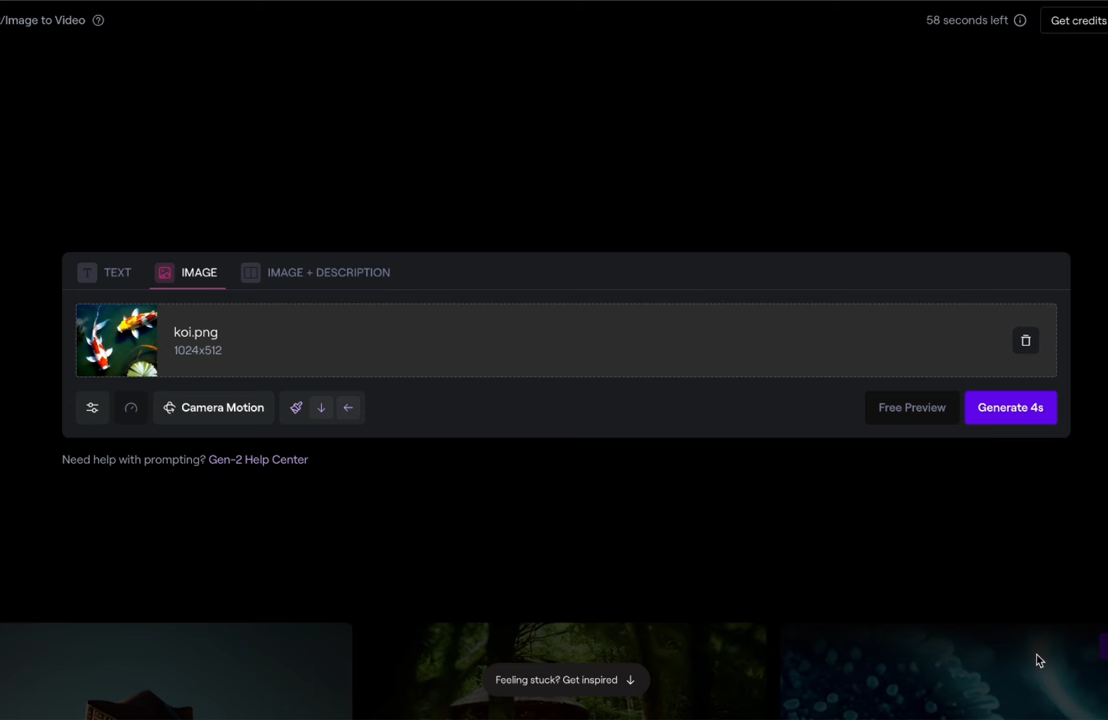 /Image to Video
58 seconds left
Get credits
T TEXT
IMAGE
IMAGE + DESCRIPTION
koi.png
1024x512
Camera Motion
Free Preview
Generate 4s
Need help with prompting? Gen-2 Help Center
Feeling stuck? Get inspired